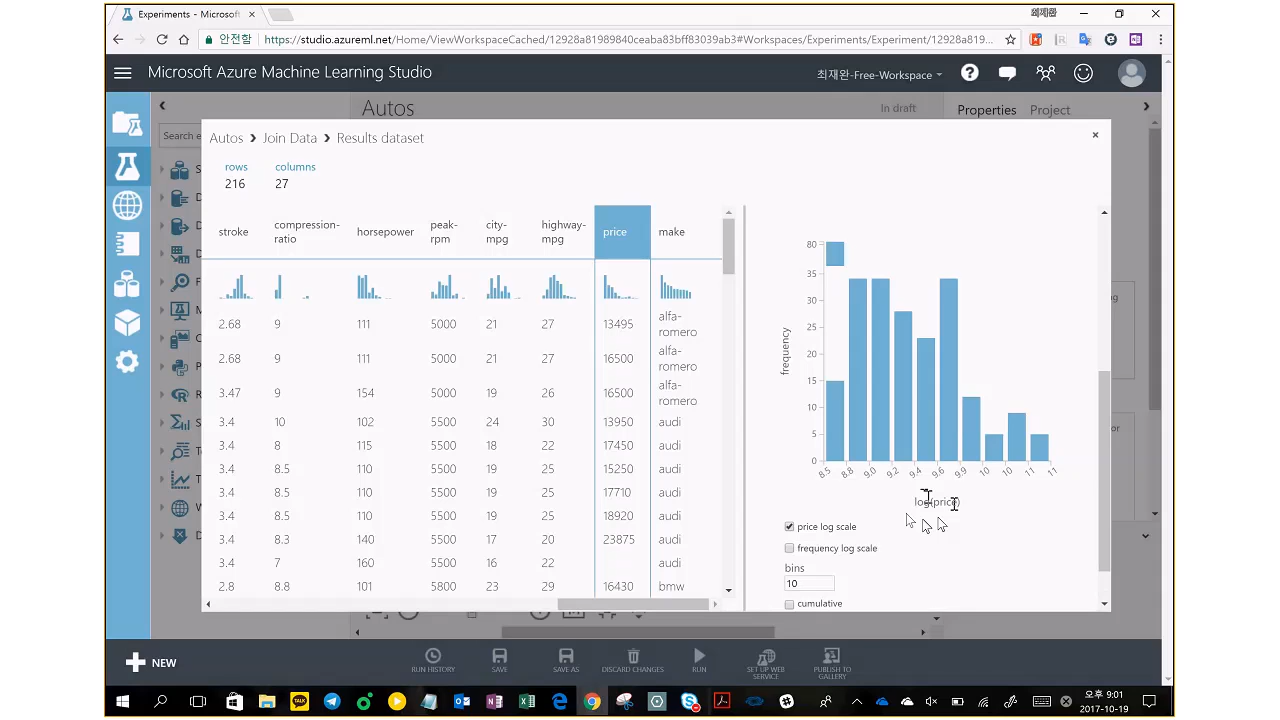 Experiments - Microsoft
최재완
안전함
https://studio.azureml.net/Home/ViewWorkspaceCached/12928a81989840ceaba83bff83039ab3#Workspaces/Experiments/Experiment/12928a819...
Microsoft Azure Machine Learning Studio
최재완-Free-Workspace
Autos
In draft
Properties
Project
Search e
Autos > Join Data > Results dataset
rows
columns
216
27
stroke
compression-ratio
horsepower
peak-rpm
city-mpg
highway-mpg
price
make
2.68 9 111 5000 21 27 13495 alfa-romero
2.68 9 111 5000 21 27 16500 alfa-romero
3.47 9 154 5000 19 26 16500 alfa-romero
3.4 10 102 5500 24 30 13950 audi
3.4 8 115 5500 18 22 17450 audi
3.4 8.5 110 5500 19 25 15250 audi
3.4 8.5 110 5500 19 25 17710 audi
3.4 8.5 110 5500 19 25 18920 audi
3.4 8.3 140 5500 17 20 23875 audi
3.4 7 160 5500 16 22 audi
2.8 8.8 101 5800 23 29 16430 bmw
frequency
80
35
30
25
20
15
10
5
0
8.5 8.8 9.0 9.2 9.4 9.6 9.9 10 10 11 11
log(price)
price log scale
frequency log scale
bins
10
cumulative
NEW
RUN HISTORY
SAVE
SAVE AS
DISCARD CHANGES
RUN
SET UP WEB SERVICE
PUBLISH TO GALLERY
TALK
오후 9:01
2017-10-19